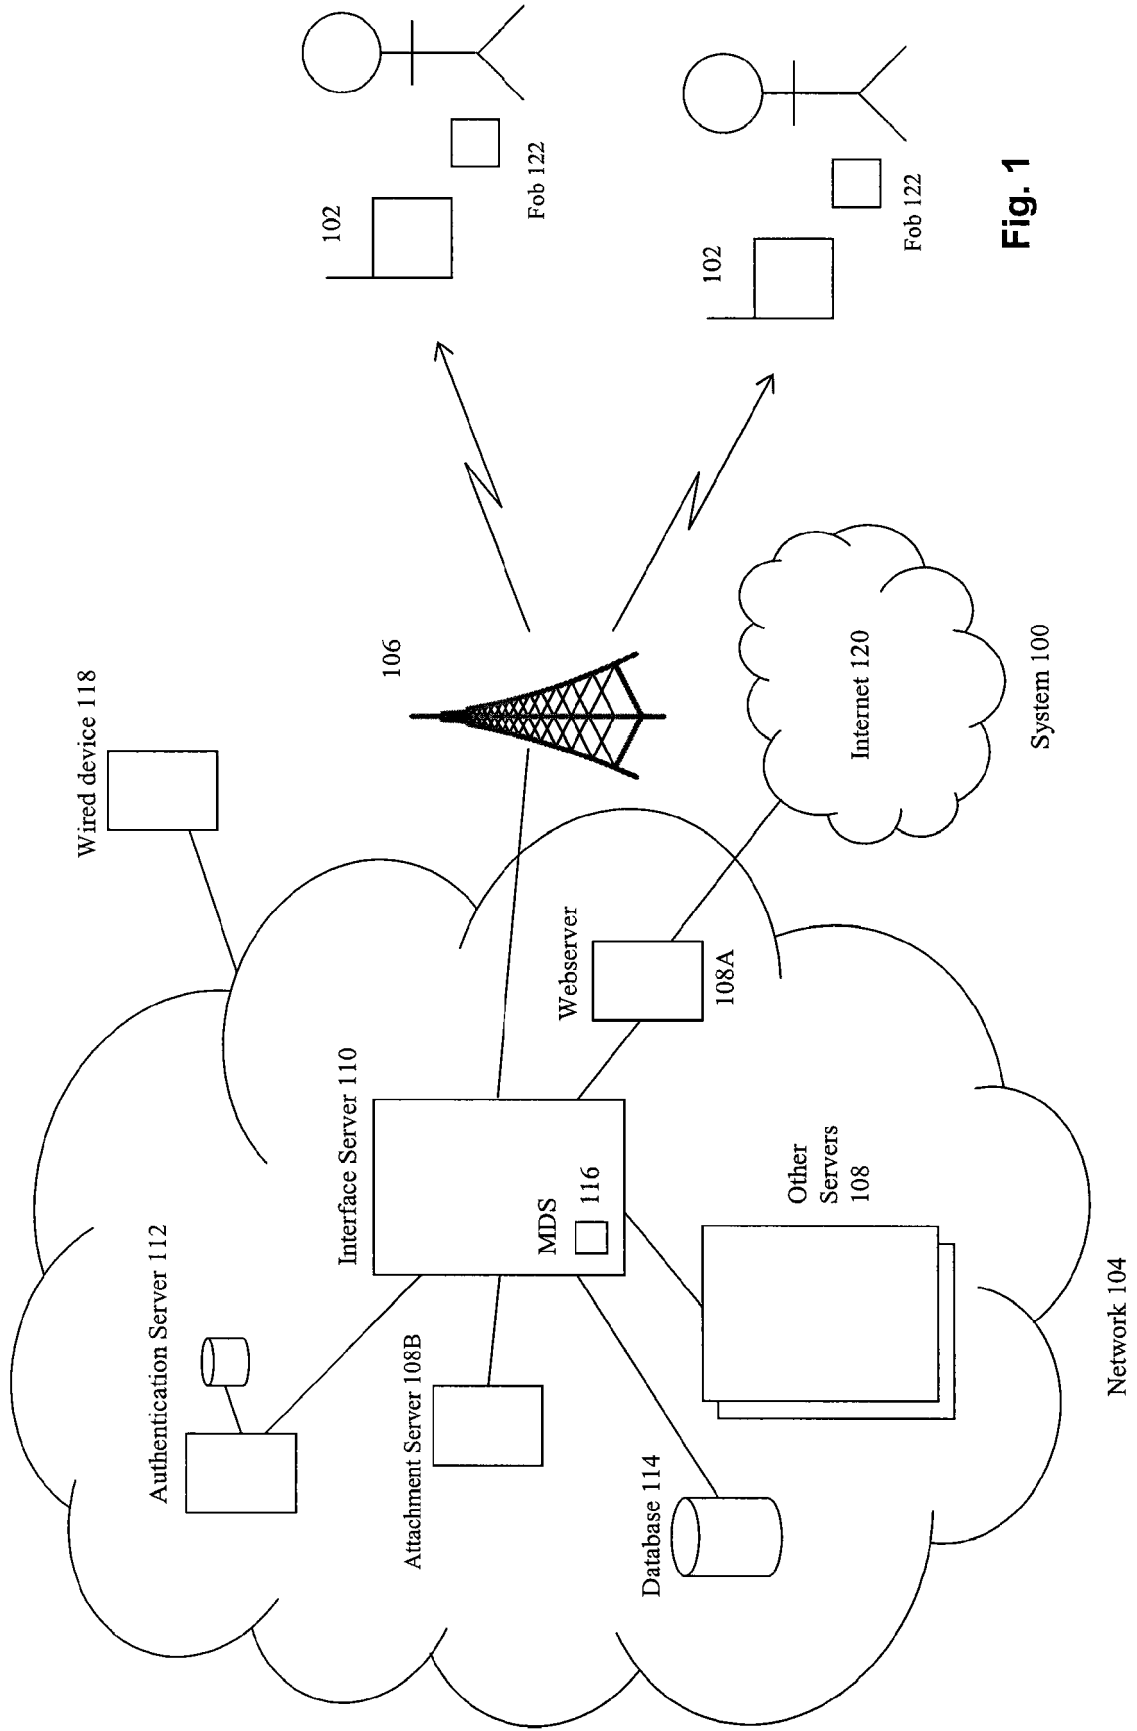 Wired device 118
Authentication Server 112
Interface Server 110
106
102
Fob 122
Attachment Server 108B
MDS
116
Webserver
108A
Database 114
Other
Servers
108
Internet 120
102
Fob 122
System 100
Network 104
Fig. 1